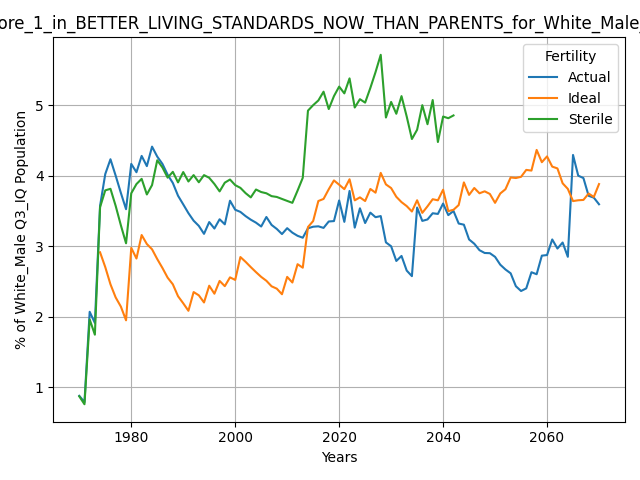 ore_1_in_BETTER_LIVING_STANDARDS_NOW_THAN_PARENTS_for_White_Male_
Fertility
Actual
Ideal
Sterile
% of White_Male Q3_IQ Population
5
4
3
2
1
1980 2000 2020 2040 2060
Years